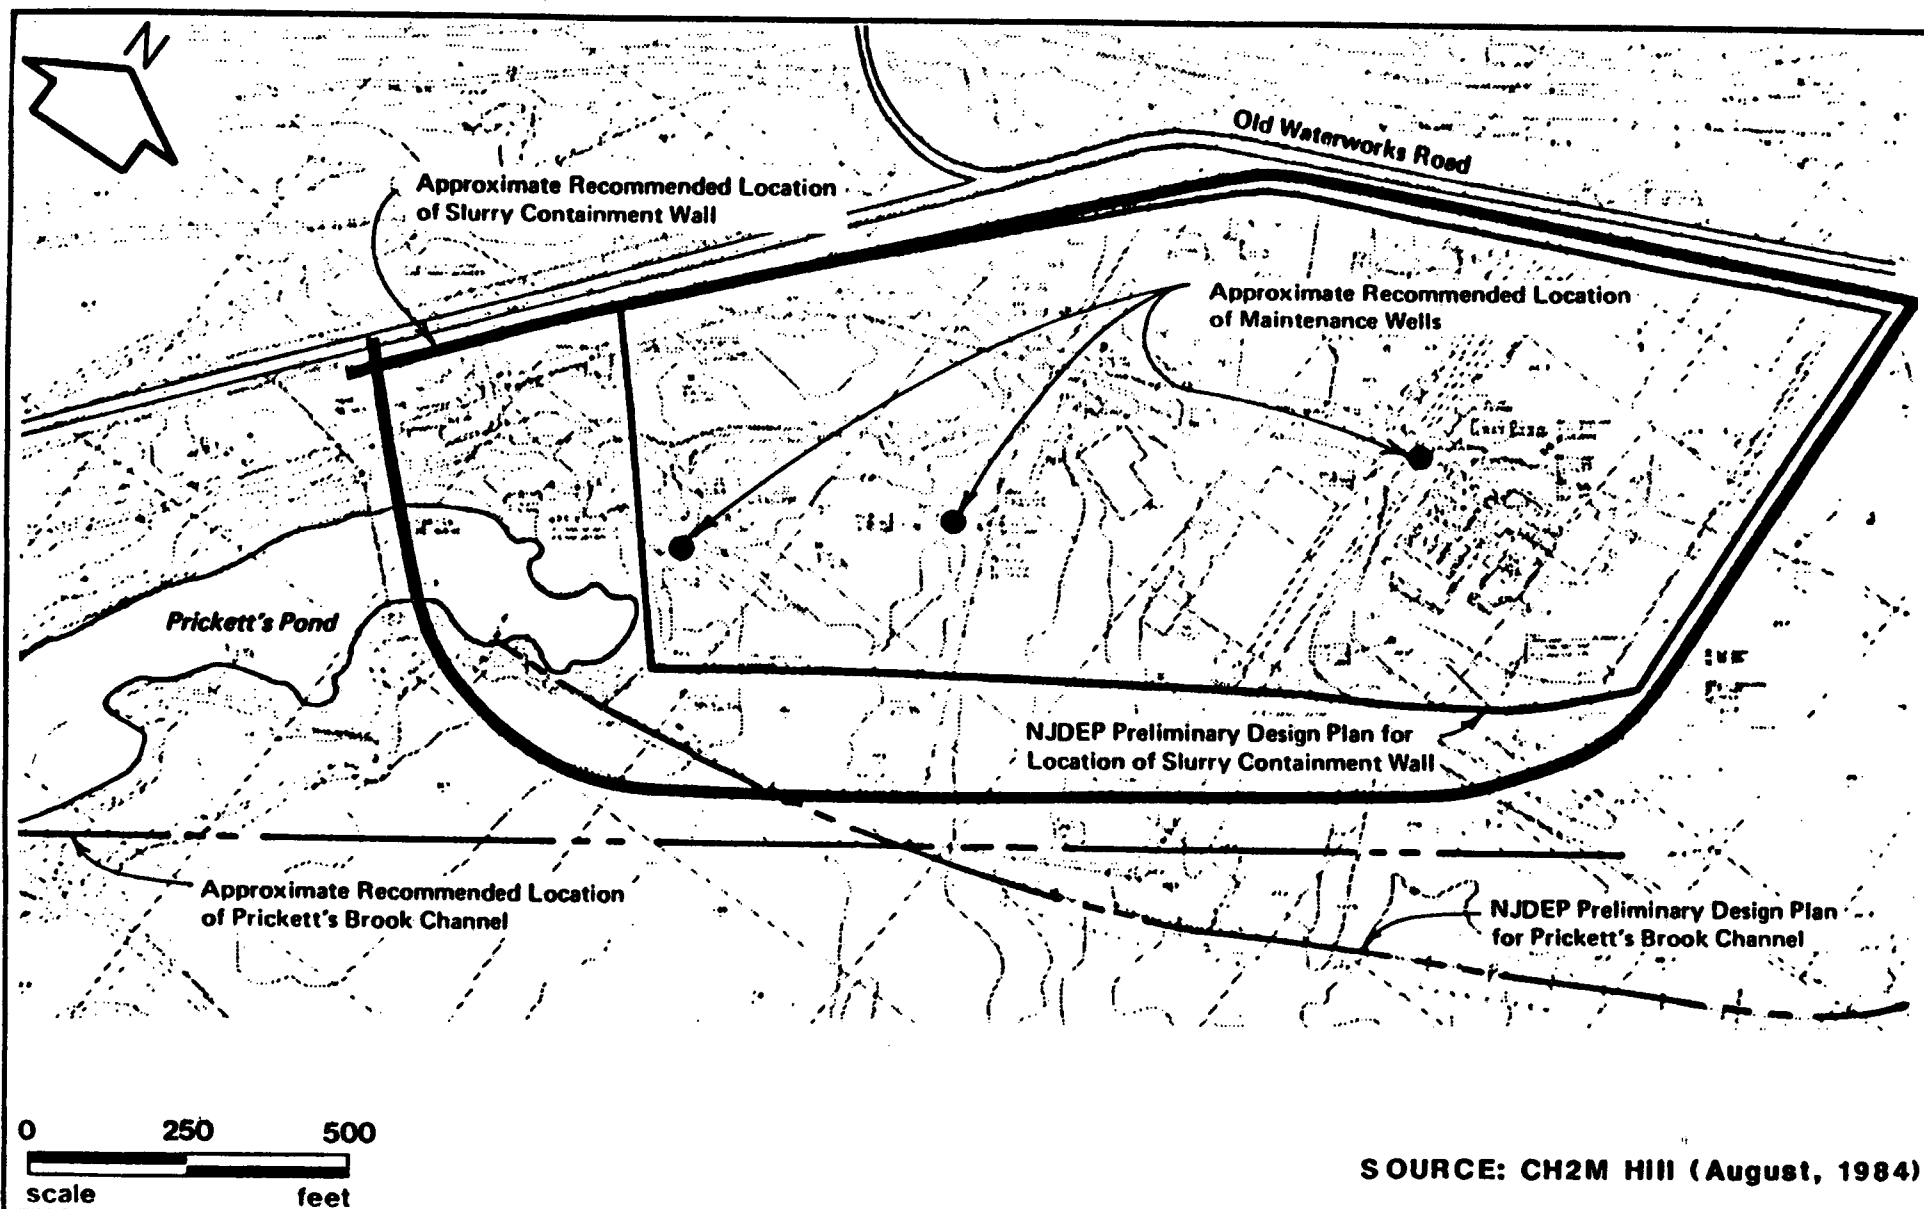 N
Old Waterworks Road
Approximate Recommended Location
of Slurry Containment Wall
Approximate Recommended Location
of Maintenance Wells
Prickett's Pond
NJDEP Preliminary Design Plan for
Location of Slurry Containment Wall
Approximate Recommended Location
of Prickett's Brook Channel
NJDEP Preliminary Design Plan
for Prickett's Brook Channel
0 250 500
scale feet
SOURCE: CH2M Hill (August, 1984)